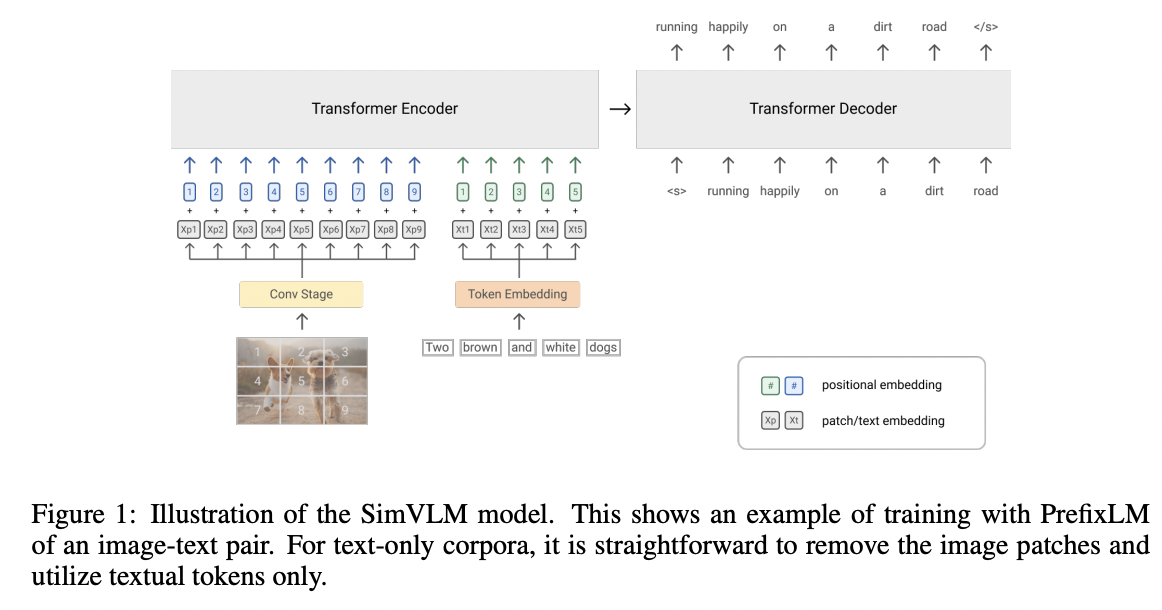 running happily on a dirt road </s>
Transformer Encoder
Transformer Decoder
<s> running happily on a dirt road
1 2 3 4 5 6 7 8 9
1 2 3 4 5
+ + + + + + + + +
+ + + + +
Xp1 Xp2 Xp3 Xp4 Xp5 Xp6 Xp7 Xp8 Xp9
Xt1 Xt2 Xt3 Xt4 Xt5
Conv Stage
Token Embedding
Two brown and white dogs
1 2 3
4 5 6
7 8 9
# # positional embedding
Xp Xt patch/text embedding
Figure 1: Illustration of the SimVLM model. This shows an example of training with PrefixLM
of an image-text pair. For text-only corpora, it is straightforward to remove the image patches and
utilize textual tokens only.